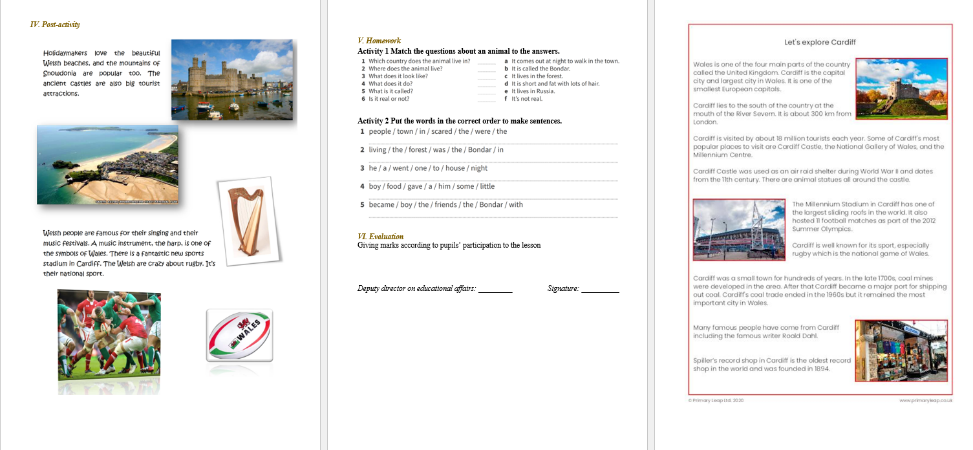 IV. Post-activity
Holidaymakers love the beautiful
Welsh beaches, and the mountains of
Snowdonia are popular too. The
ancient castles are also big tourist
attractions.
Welsh people are famous for their singing and their
music festivals. A music instrument, the harp, is one of
the symbols of Wales. There is a fantastic new sports
stadium in Cardiff. The Welsh are crazy about rugby. It's
their national sport.
WALES
V. Homework
Activity 1 Match the questions about an animal to the answers.
1 Which country does the animal live in? ______ a It comes out at night to walk in the town.
2 Where does the animal live? ______ b It is called the Bondar.
3 What does it look like? ______ c It lives in the forest.
4 What does it do? ______ d It is short and fat with lots of hair.
5 What is it called? ______ e It lives in Russia.
6 Is it real or not? ______ f It's not real.
Activity 2 Put the words in the correct order to make sentences.
1 people / town / in / scared / the / were / the
2 living / the / forest / was / the / Bondar / in
3 he / a / went / one / to / house / night
4 boy / food / gave / a / him / some / little
5 became / boy / the / friends / the / Bondar / with
VI. Evaluation
Giving marks according to pupils' participation to the lesson
Deputy director on educational affairs: ________ Signature: ________
Let's explore Cardiff
Wales is one of the four main parts of the country
called the United Kingdom. Cardiff is the capital
city and largest city in Wales. It is one of the
smallest European capitals.
Cardiff lies to the south of the country at the
mouth of the River Severn. It is about 300 km from
London.
Cardiff is visited by about 18 million tourists each year. Some of Cardiff's most
popular places to visit are Cardiff Castle, the National Gallery of Wales, and the
Millennium Centre.
Cardiff Castle was used as an air raid shelter during World War II and dates
from the 11th century. There are animal statues all around the castle.
The Millennium Stadium in Cardiff has one of
the largest sliding roofs in the world. It also
hosted 11 football matches as part of the 2012
Summer Olympics.
Cardiff is well known for its sport, especially
rugby which is the national game of Wales.
Cardiff was a small town for hundreds of years. In the late 1700s, coal mines
were developed in the area. After that Cardiff became a major port for shipping
out coal. Cardiff's coal trade ended in the 1960s but it remained the most
important city in Wales.
Many famous people have come from Cardiff
including the famous writer Roald Dahl.
Spiller's record shop in Cardiff is the oldest record
shop in the world and was founded in 1894.
© Primary Leap Ltd. 2020 www.primaryleap.co.uk